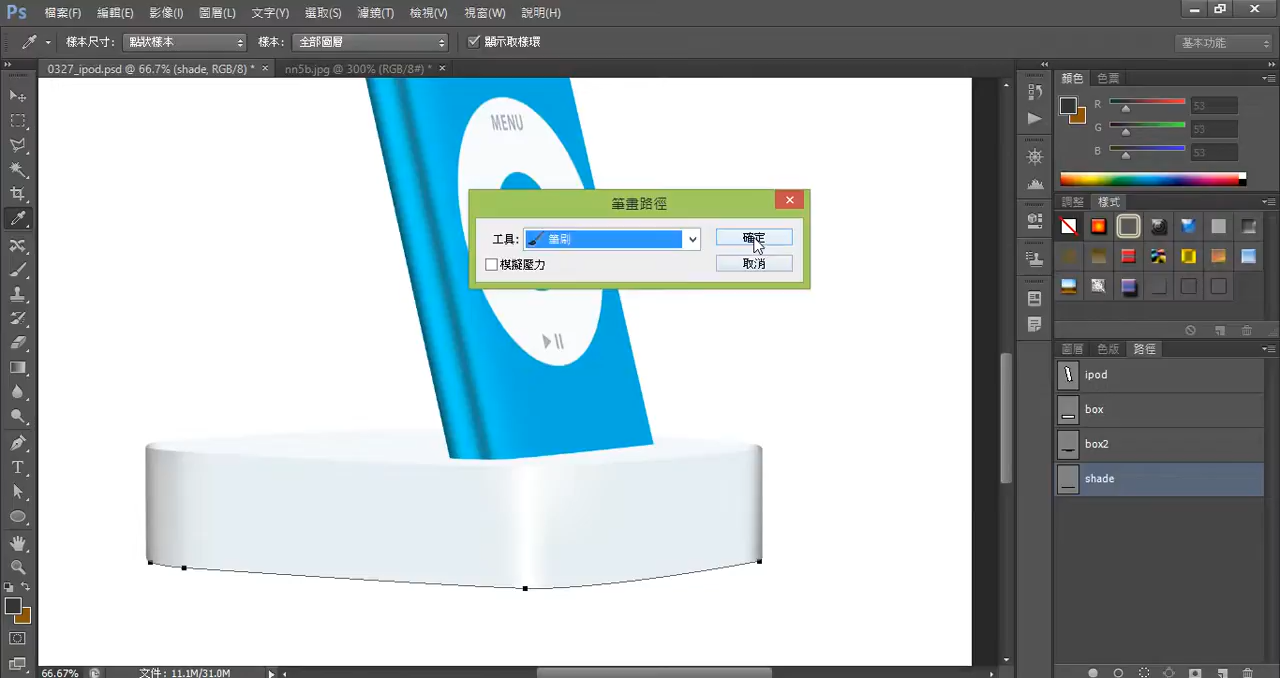 Ps 檔案(F) 編輯(E) 影像(I) 圖層(L) 文字(Y) 選取(S) 濾鏡(T) 檢視(V) 視窗(W) 說明(H)
樣本尺寸: 點狀樣本 樣本: 全部圖層 顯示取樣環 基本功能
0327_ipod.psd @ 66.7% (shade, RGB/8) * × nn5b.jpg @ 300% (RGB/8#) * ×
顏色 色票
R 53
G 53
B 53
MENU
筆畫路徑
工具: 筆刷 確定
模擬壓力 取消
調整 樣式
圖層 色版 路徑
ipod
box
box2
shade
T
66.67% 文件: 11.1M/31.0M